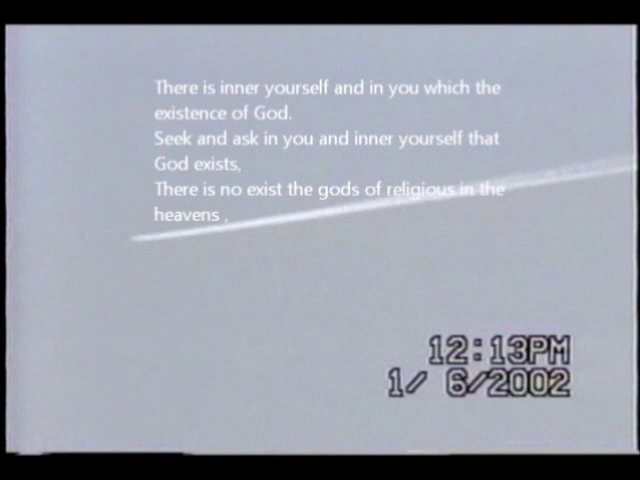 There is inner yourself and in you which the
existence of God.
Seek and ask in you and inner yourself that
God exists,
There is no exist the gods of religious in the
heavens ,
12:13PM
1/ 6/2002